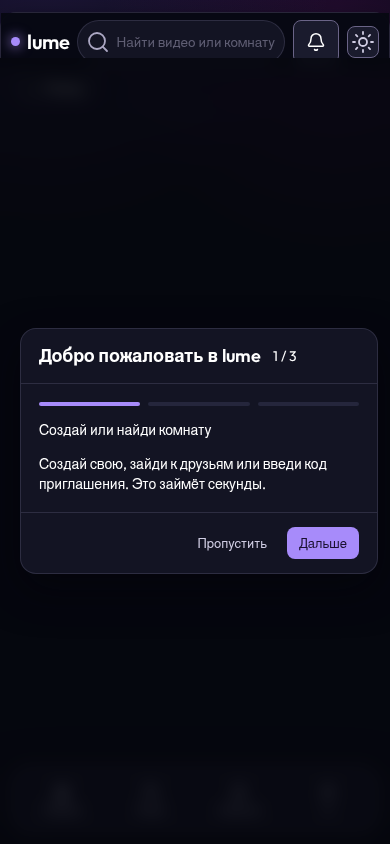 lume
Найти видео или комнату
Добро пожаловать в lume 1 / 3
Создай или найди комнату
Создай свою, зайди к друзьям или введи код
приглашения. Это займёт секунды.
Пропустить
Дальше